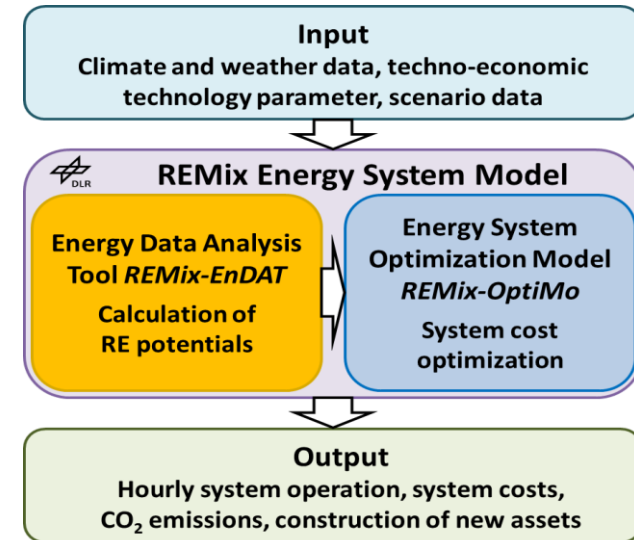 Input
Climate and weather data, techno-economic
technology parameter, scenario data
DLR
REMix Energy System Model
Energy Data Analysis
Tool REMix-EnDAT
Calculation of
RE potentials
Energy System
Optimization Model
REMix-OptiMo
System cost
optimization
Output
Hourly system operation, system costs,
CO₂ emissions, construction of new assets